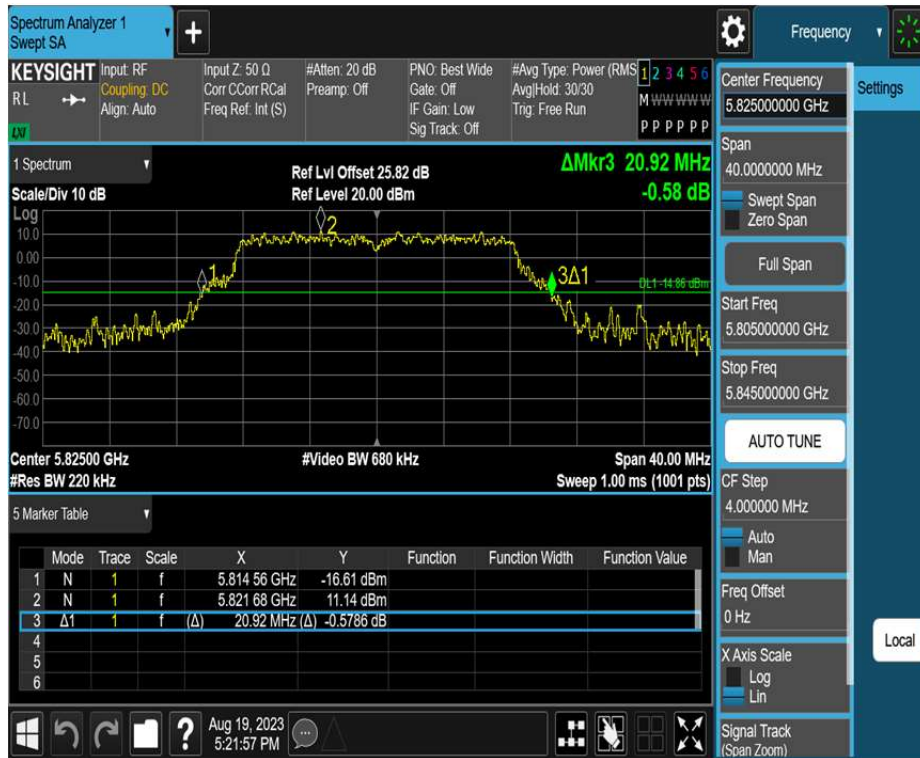 Spectrum Analyzer 1
Swept SA
Frequency
KEYSIGHT
RL
LXI
Input: RF
Coupling: DC
Align: Auto
Input Z: 50 Ω
Corr CCorr RCal
Freq Ref: Int (S)
#Atten: 20 dB
Preamp: Off
PNO: Best Wide
Gate: Off
IF Gain: Low
Sig Track: Off
#Avg Type: Power (RMS
Avg|Hold: 30/30
Trig: Free Run
1 2 3 4 5 6
M W W W W W
P P P P P P
Center Frequency
5.825000000 GHz
Settings
1 Spectrum
Scale/Div 10 dB
Ref Lvl Offset 25.82 dB
Ref Level 20.00 dBm
ΔMkr3 20.92 MHz
-0.58 dB
Log
10.0
0.00
-10.0
-20.0
-30.0
-40.0
-50.0
-60.0
-70.0
1
2
3Δ1
DL1 -14.86 dBm
Center 5.82500 GHz
#Res BW 220 kHz
#Video BW 680 kHz
Span 40.00 MHz
Sweep 1.00 ms (1001 pts)
Span
40.0000000 MHz
Swept Span
Zero Span
Full Span
Start Freq
5.805000000 GHz
Stop Freq
5.845000000 GHz
AUTO TUNE
CF Step
4.000000 MHz
Auto
Man
Freq Offset
0 Hz
X Axis Scale
Log
Lin
Signal Track
(Span Zoom)
Local
5 Marker Table
Mode Trace Scale X Y Function Function Width Function Value
1 N 1 f 5.814 56 GHz -16.61 dBm
2 N 1 f 5.821 68 GHz 11.14 dBm
3 Δ1 1 f (Δ) 20.92 MHz (Δ) -0.5786 dB
4
5
6
?
Aug 19, 2023
5:21:57 PM